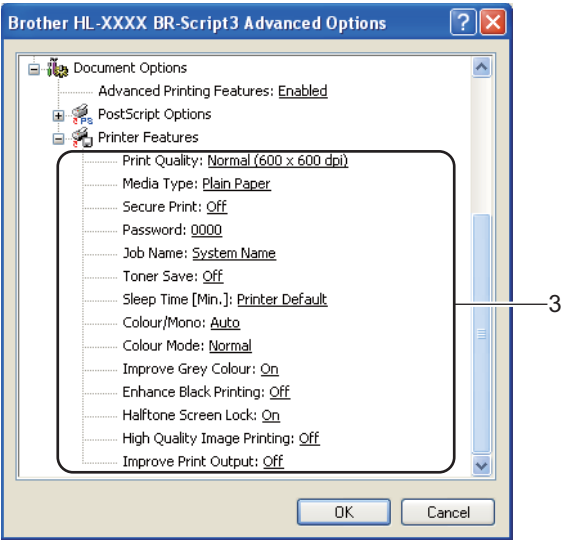 Brother HL-XXXX BR-Script3 Advanced Options
Document Options
Advanced Printing Features: Enabled
PostScript Options
Printer Features
Print Quality: Normal (600 x 600 dpi)
Media Type: Plain Paper
Secure Print: Off
Password: 0000
Job Name: System Name
Toner Save: Off
Sleep Time [Min.]: Printer Default
3
Colour/Mono: Auto
Colour Mode: Normal
Improve Grey Colour: On
Enhance Black Printing: Off
Halftone Screen Lock: On
High Quality Image Printing: Off
Improve Print Output: Off
OK Cancel